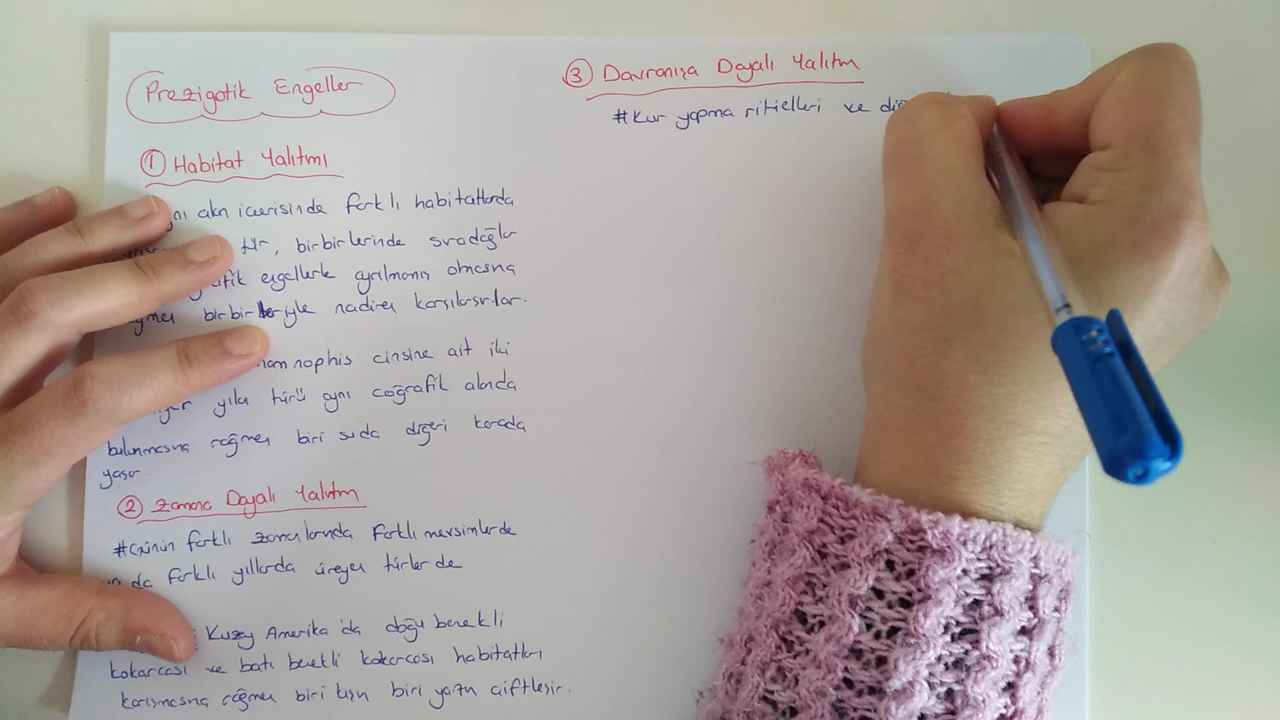 Prezigotik Engeller
① Habitat Yalıtımı
alan içerisinde farklı habitatlarda
tür, birbirlerinde sıradağlar
engellerle ayrılmamış olmasına
birbirleriyle nadiren karşılaşırlar.
cinsine ait iki
yılan türü aynı coğrafik alanda
bulunmasına rağmen biri suda diğeri karada
yaşar.
② Zamana Dayalı Yalıtım
#Günün farklı zamanlarında farklı mevsimlerde
da farklı yıllarda üreyen türlerde
Kuzey Amerika'da doğu benekli
kokarcası ve batı benekli kokarcası habitatları
karışmasına rağmen biri kışın biri yazın çiftleşir.
③ Davranışa Dayalı Yalıtım
#Kur yapma ritüelleri ve